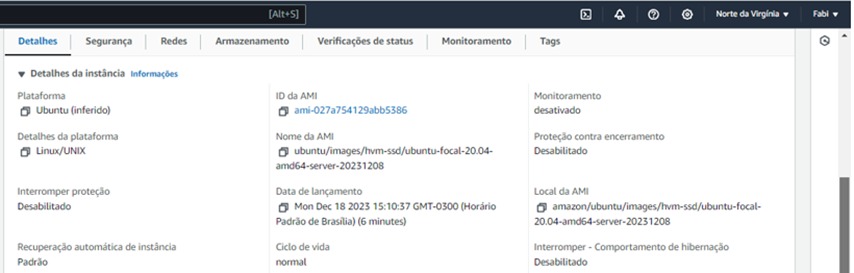 [Alt+S] Norte da Virgínia Fabi
Detalhes Segurança Redes Armazenamento Verificações de status Monitoramento Tags
Detalhes da instância Informações
Plataforma
Ubuntu (inferido)
ID da AMI
ami-027a754129abb5386
Monitoramento
desativado
Detalhes da plataforma
Linux/UNIX
Nome da AMI
ubuntu/images/hvm-ssd/ubuntu-focal-20.04-
amd64-server-20231208
Proteção contra encerramento
Desabilitado
Interromper proteção
Desabilitado
Data de lançamento
Mon Dec 18 2023 15:10:37 GMT-0300 (Horário
Padrão de Brasília) (6 minutes)
Local da AMI
amazon/ubuntu/images/hvm-ssd/ubuntu-focal-
20.04-amd64-server-20231208
Recuperação automática de instância
Padrão
Ciclo de vida
normal
Interromper - Comportamento de hibernação
Desabilitado